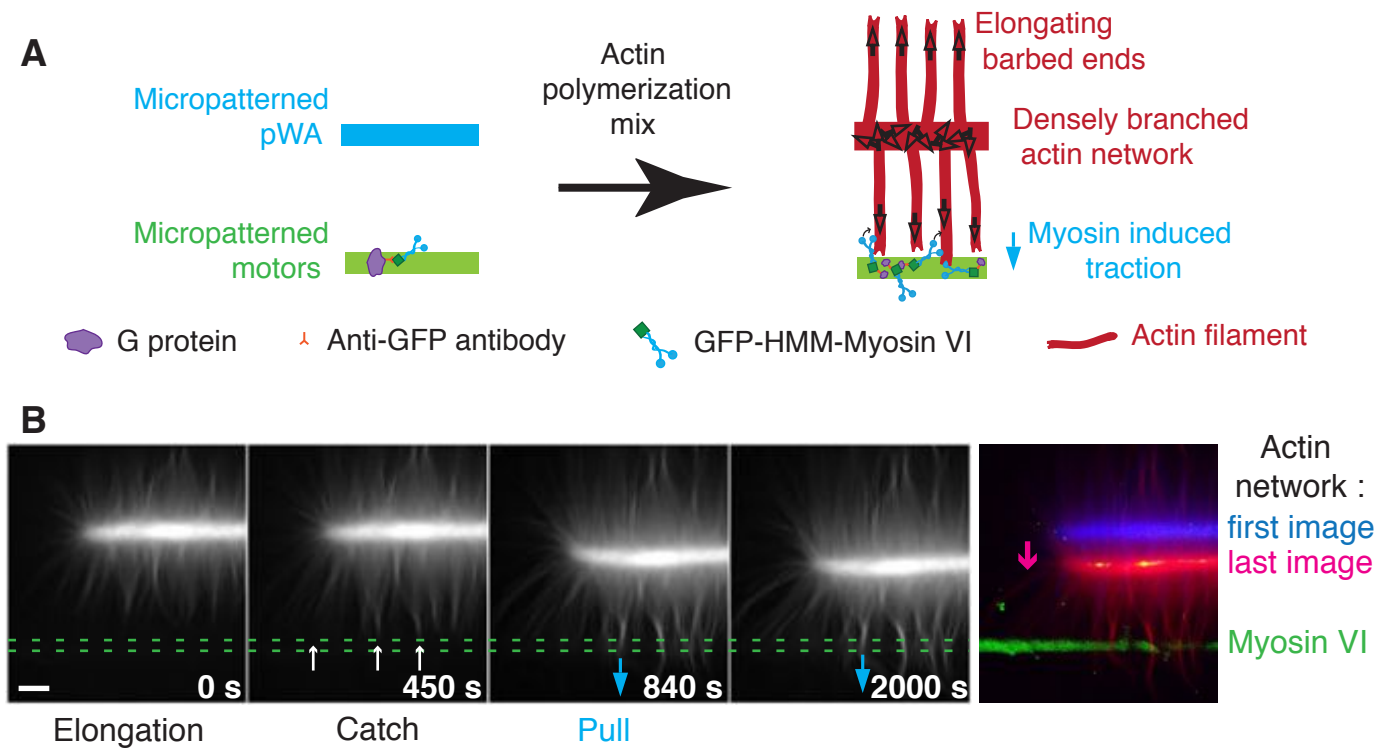 A
Micropatterned
pWA
Micropatterned
motors
Actin
polymerization
mix
Elongating
barbed ends
Densely branched
actin network
Myosin induced
traction
G protein
Anti-GFP antibody
GFP-HMM-Myosin VI
Actin filament
B
0 s
450 s
840 s
2000 s
Elongation
Catch
Pull
Actin
network :
first image
last image
Myosin VI